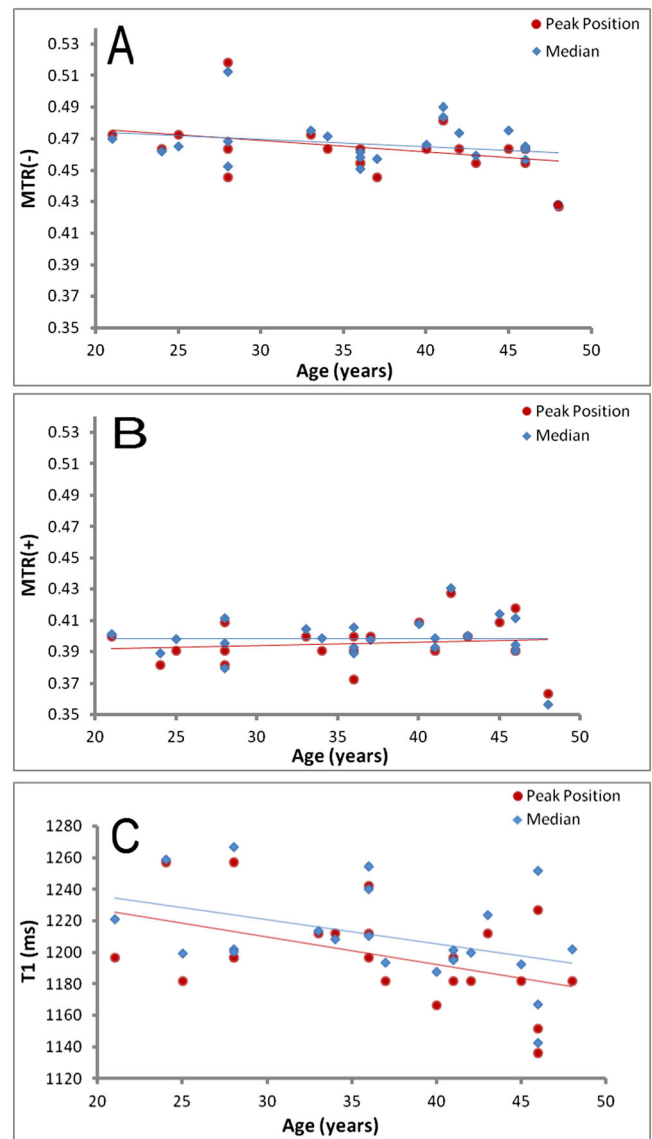 A
Peak Position
Median
MTR(-)
0.53
0.51
0.49
0.47
0.45
0.43
0.41
0.39
0.37
0.35
20 25 30 35 40 45 50
Age (years)
B
Peak Position
Median
MTR(+)
0.53
0.51
0.49
0.47
0.45
0.43
0.41
0.39
0.37
0.35
20 25 30 35 40 45 50
Age (years)
C
Peak Position
Median
T1 (ms)
1280
1260
1240
1220
1200
1180
1160
1140
1120
20 25 30 35 40 45 50
Age (years)